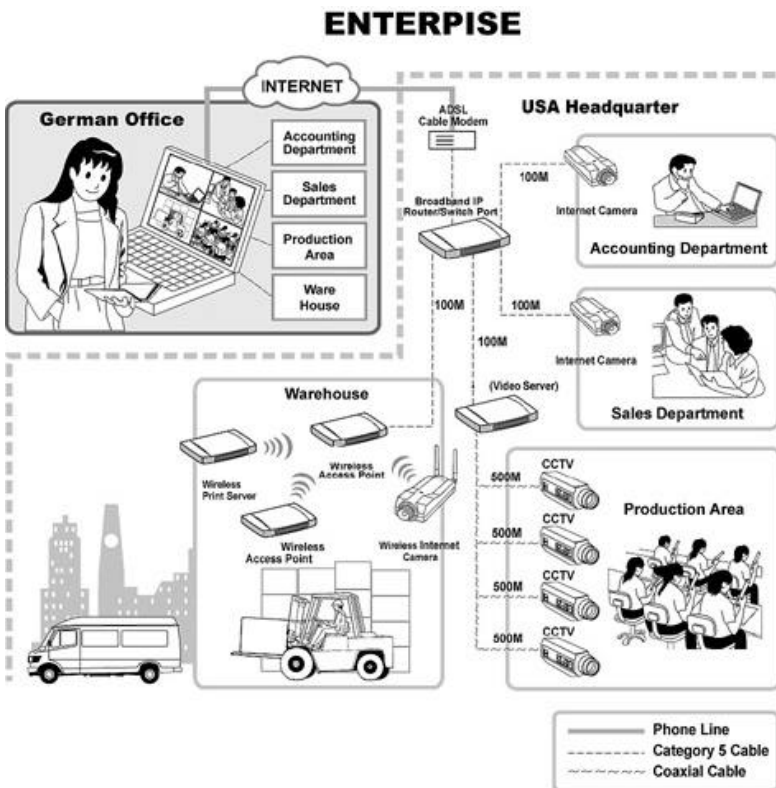 ENTERPISE
INTERNET
German Office
Accounting
Department
Sales
Department
Production
Area
Ware
House
USA Headquarter
ADSL
Cable Modem
Broadband IP
Router/Switch Port
100M
Internet Camera
Accounting Department
100M
Internet Camera
Sales Department
100M
100M
(Video Server)
Warehouse
Wireless
Print Server
Wireless
Access Point
Wireless
Access Point
Wireless Internet
Camera
CCTV
500M
CCTV
500M
CCTV
500M
CCTV
500M
Production Area
Phone Line
Category 5 Cable
Coaxial Cable